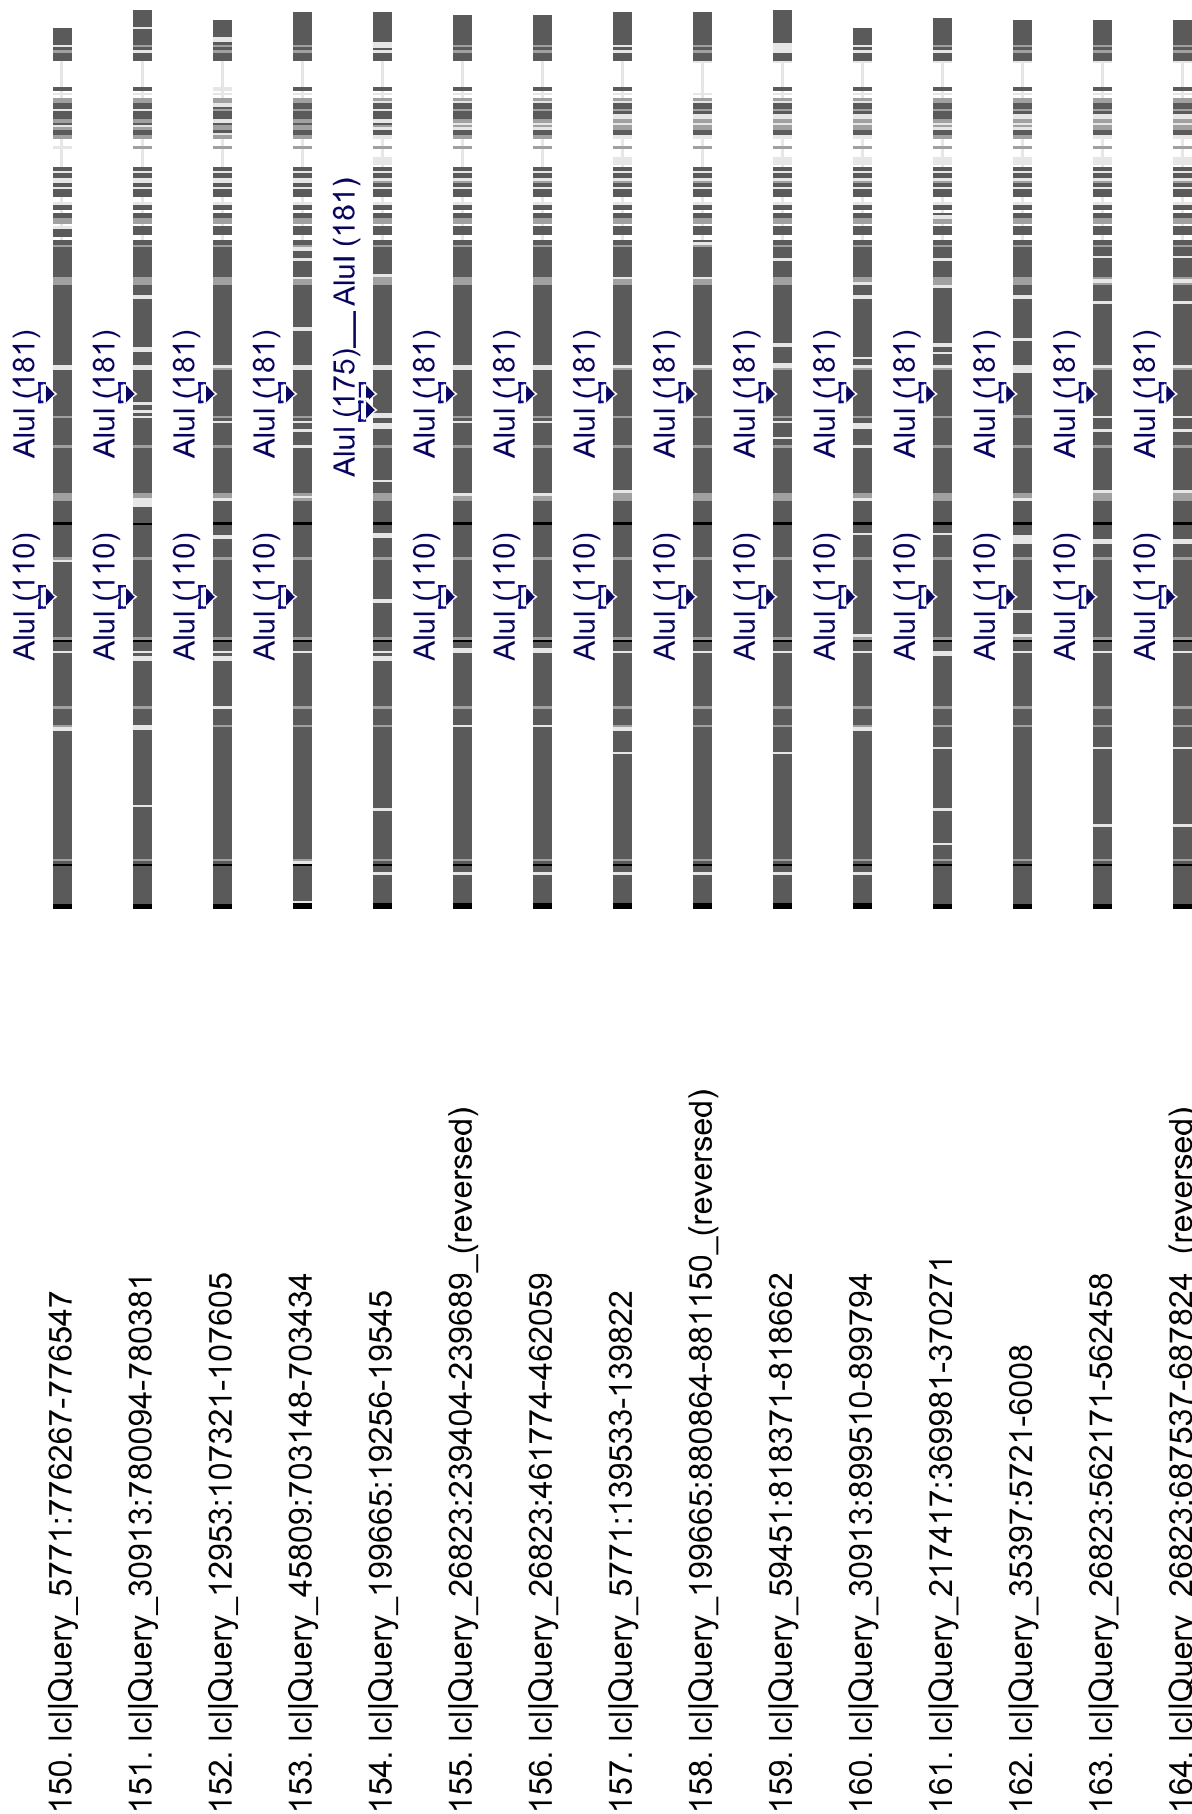 150. lcl|Query_5771:776267-776547
AluI (110)
AluI (181)
151. lcl|Query_30913:780094-780381
AluI (110)
AluI (181)
152. lcl|Query_12953:107321-107605
AluI (110)
AluI (181)
153. lcl|Query_45809:703148-703434
AluI (110)
AluI (181)
154. lcl|Query_199665:19256-19545
AluI (175)
AluI (181)
155. lcl|Query_26823:239404-239689_(reversed)
AluI (110)
AluI (181)
156. lcl|Query_26823:461774-462059
AluI (110)
AluI (181)
157. lcl|Query_5771:139533-139822
AluI (110)
AluI (181)
158. lcl|Query_199665:880864-881150_(reversed)
AluI (110)
AluI (181)
159. lcl|Query_59451:818371-818662
AluI (110)
AluI (181)
160. lcl|Query_30913:899510-899794
AluI (110)
AluI (181)
161. lcl|Query_217417:369981-370271
AluI (110)
AluI (181)
162. lcl|Query_35397:5721-6008
AluI (110)
AluI (181)
163. lcl|Query_26823:562171-562458
AluI (110)
AluI (181)
164. lcl|Query_26823:687537-687824_(reversed)
AluI (110)
AluI (181)